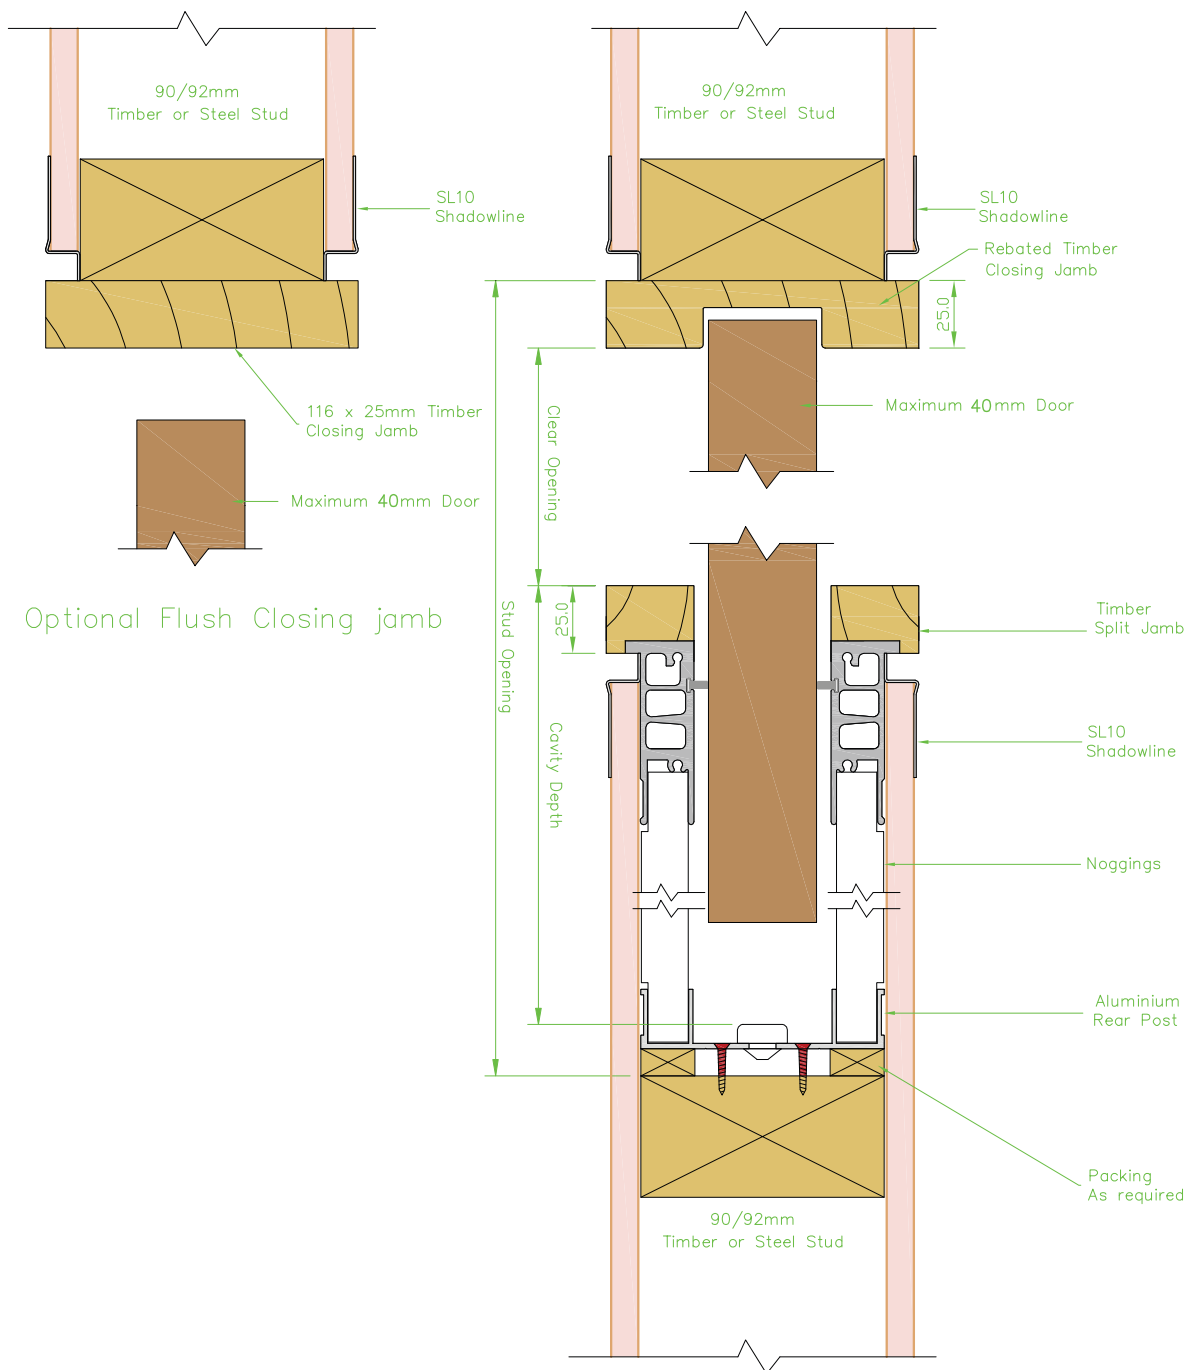 90/92mm
Timber or Steel Stud
SL10
Shadowline
116 x 25mm Timber
Closing Jamb
Maximum 40mm Door
Optional Flush Closing jamb
90/92mm
Timber or Steel Stud
SL10
Shadowline
Rebated Timber
Closing Jamb
25.0
Maximum 40mm Door
Clear Opening
Stud Opening
25.0
Cavity Depth
Timber
Split Jamb
SL10
Shadowline
Noggings
Aluminium
Rear Post
Packing
As required
90/92mm
Timber or Steel Stud